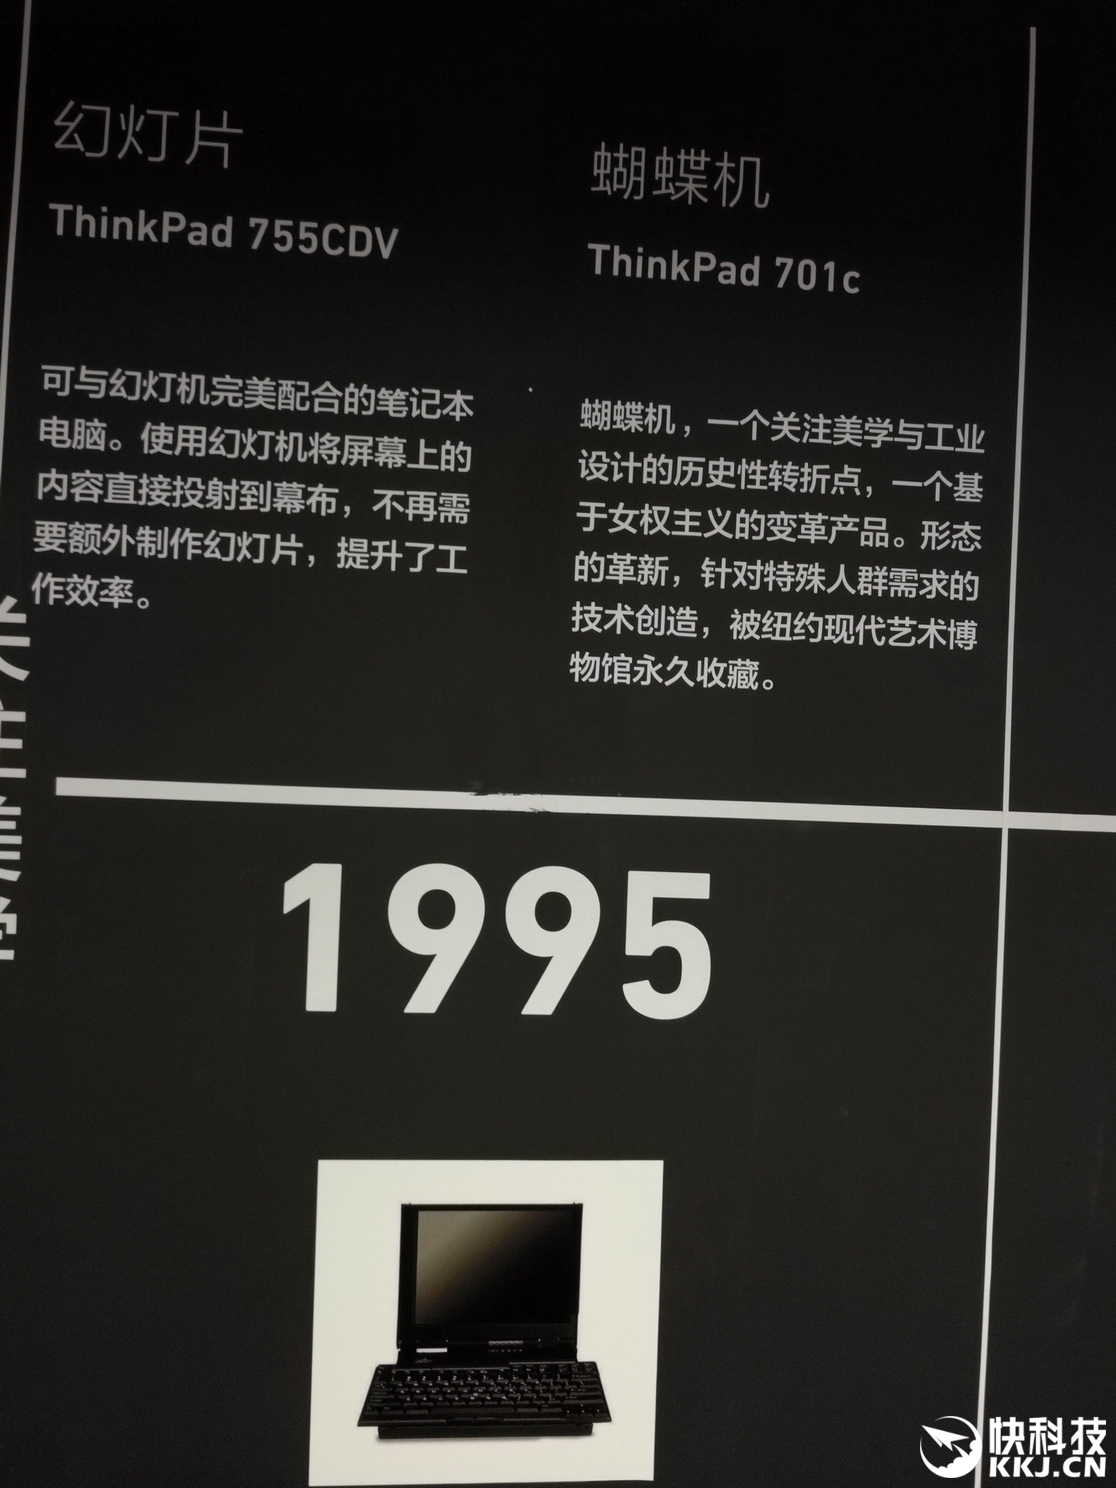 幻灯片
ThinkPad 755CDV
可与幻灯机完美配合的笔记本
电脑。使用幻灯机将屏幕上的
内容直接投射到幕布，不再需
要额外制作幻灯片，提升了工
作效率。
蝴蝶机
ThinkPad 701c
蝴蝶机，一个关注美学与工业
设计的历史性转折点，一个基
于女权主义的变革产品。形态
的革新，针对特殊人群需求的
技术创造，被纽约现代艺术博
物馆永久收藏。
关注美学
1995
快科技
KKJ.CN